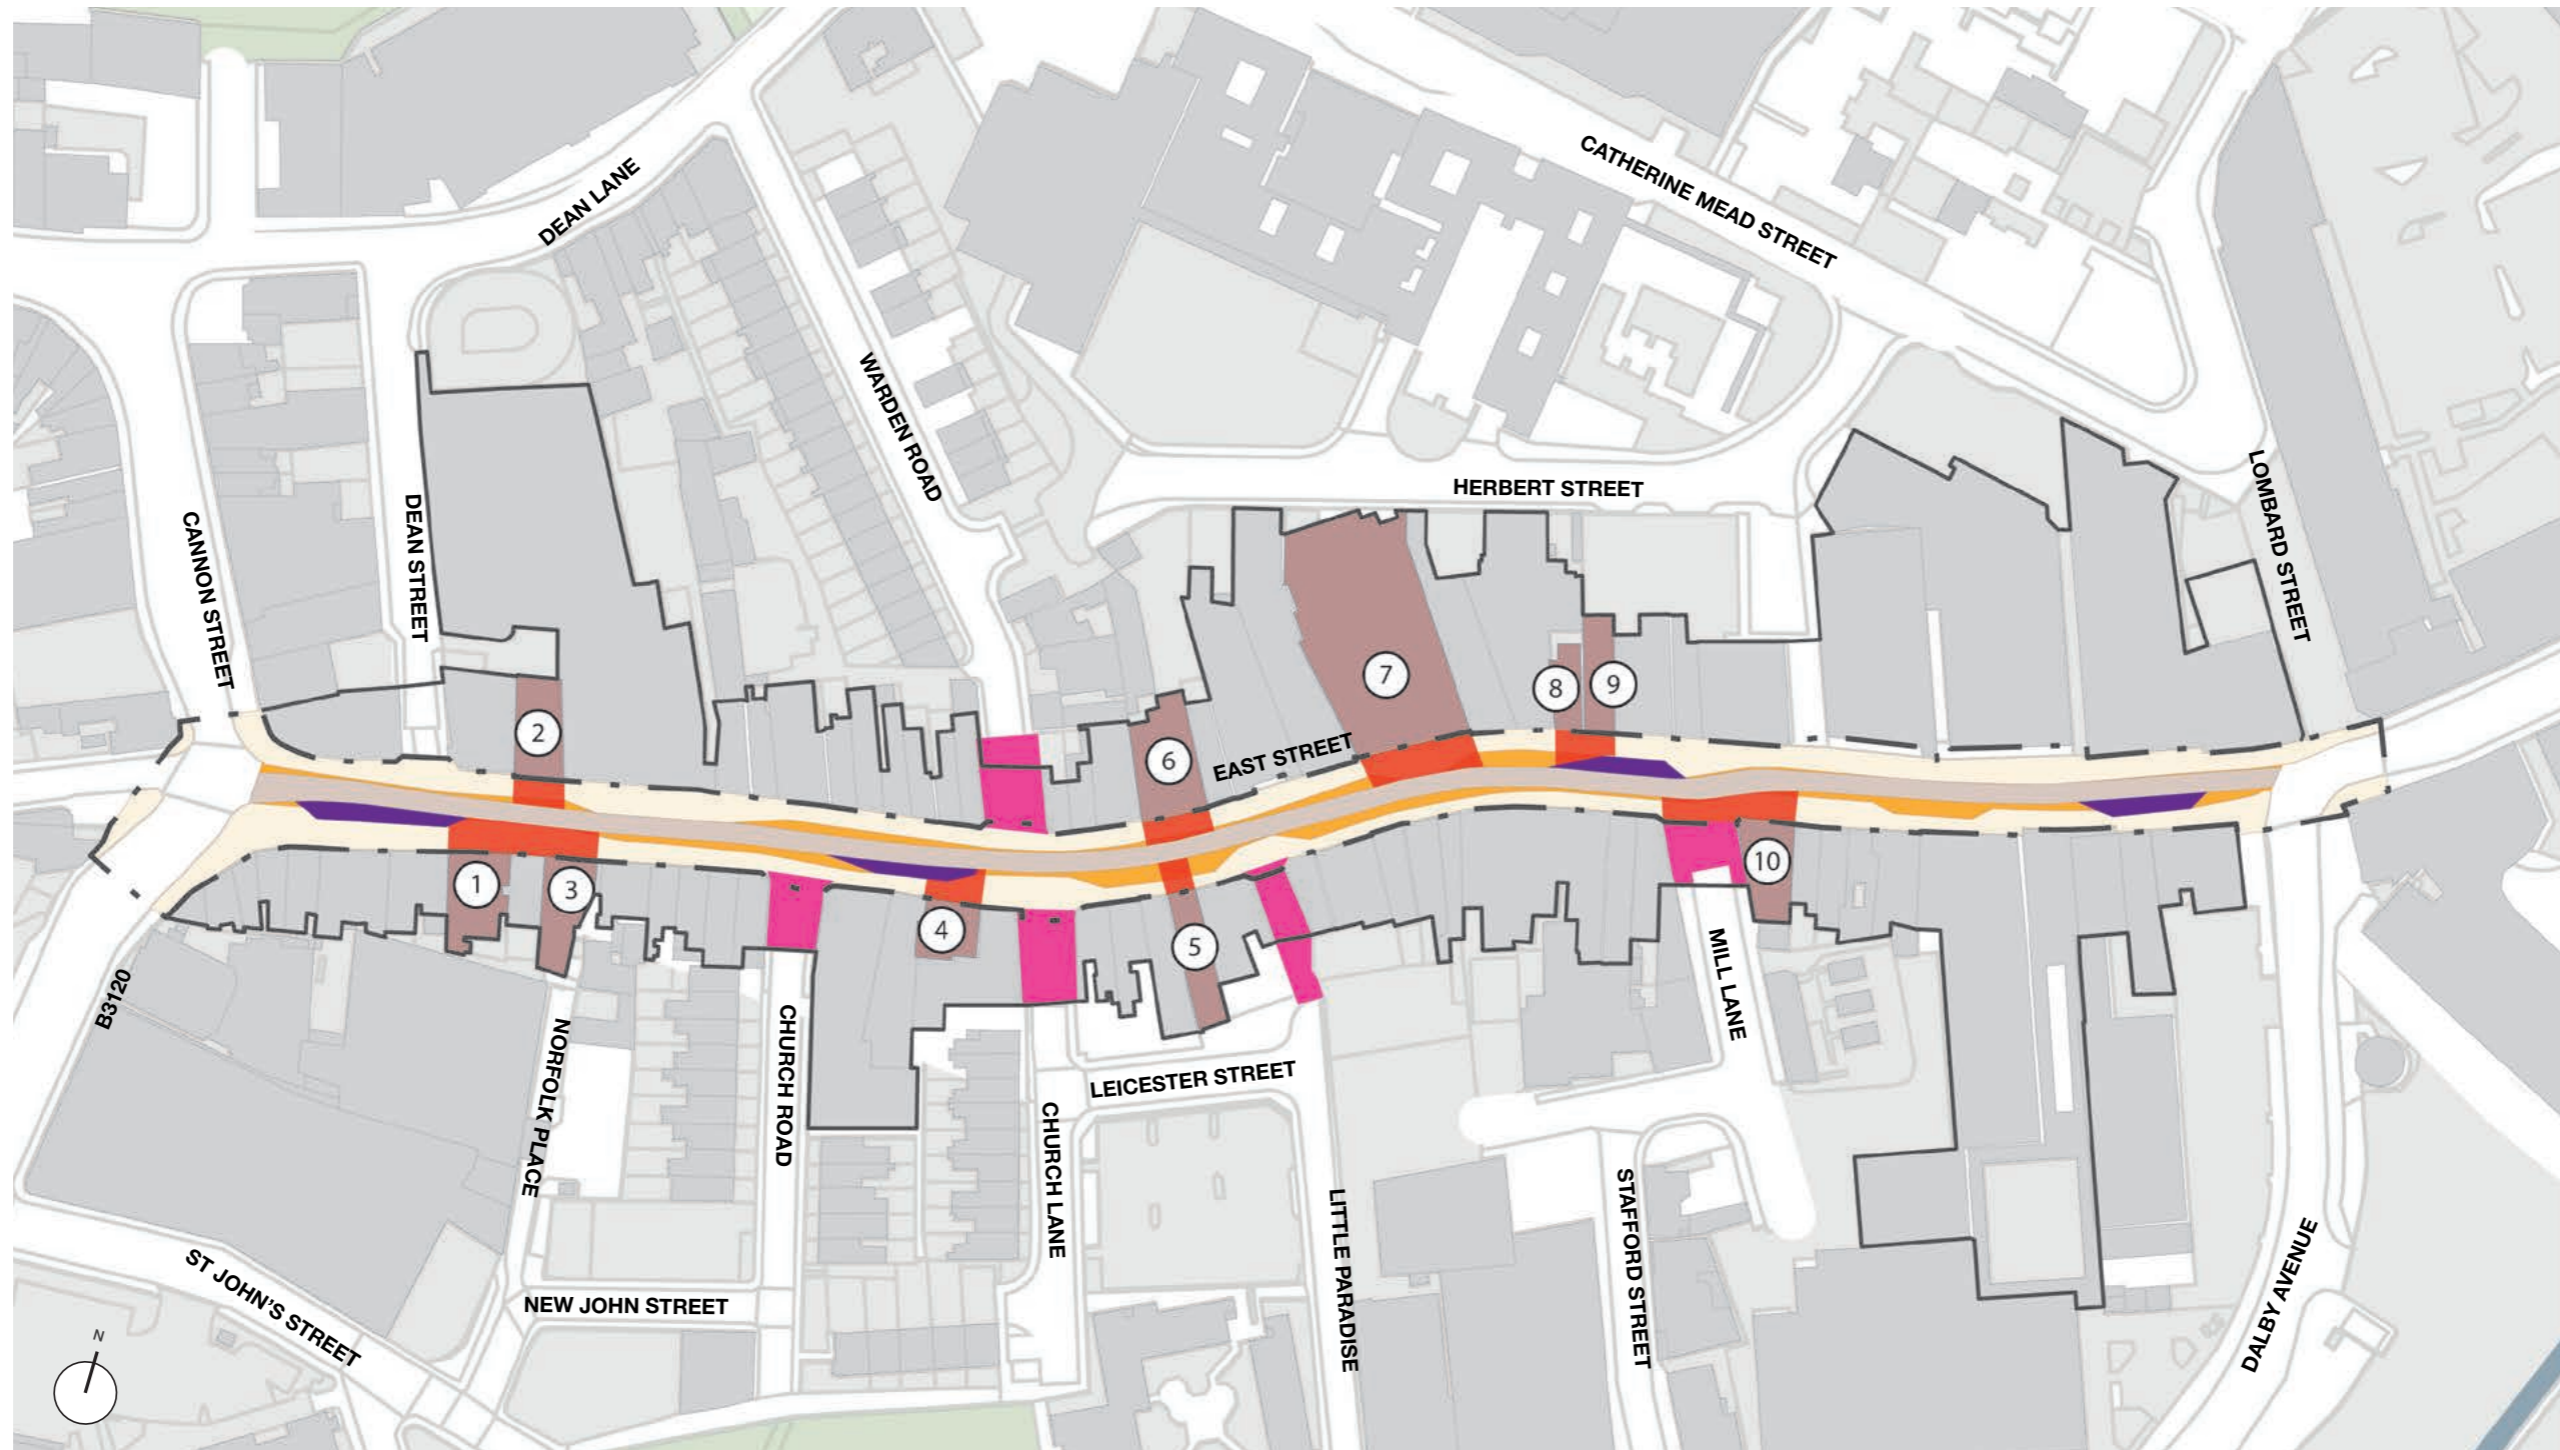 CATHERINE MEAD STREET
DEAN LANE
WARDEN ROAD
HERBERT STREET
LOMBARD STREET
DEAN STREET
CANNON STREET
7
8
9
2
6
EAST STREET
1
3
4
5
10
B3120
NORFOLK PLACE
CHURCH ROAD
MILL LANE
LEICESTER STREET
CHURCH LANE
LITTLE PARADISE
STAFFORD STREET
ST JOHN'S STREET
NEW JOHN STREET
DALBY AVENUE
N